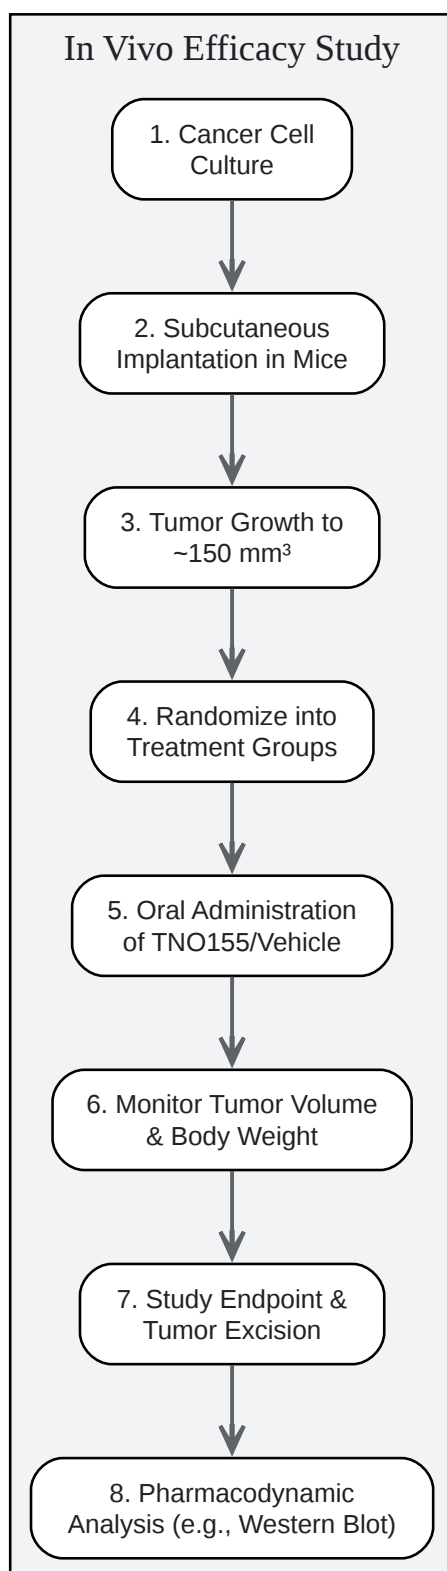 In Vivo Efficacy Study
1. Cancer Cell
Culture
2. Subcutaneous
Implantation in Mice
3. Tumor Growth to
~150 mm³
4. Randomize into
Treatment Groups
5. Oral Administration
of TNO155/Vehicle
6. Monitor Tumor Volume
& Body Weight
7. Study Endpoint &
Tumor Excision
8. Pharmacodynamic
Analysis (e.g., Western Blot)